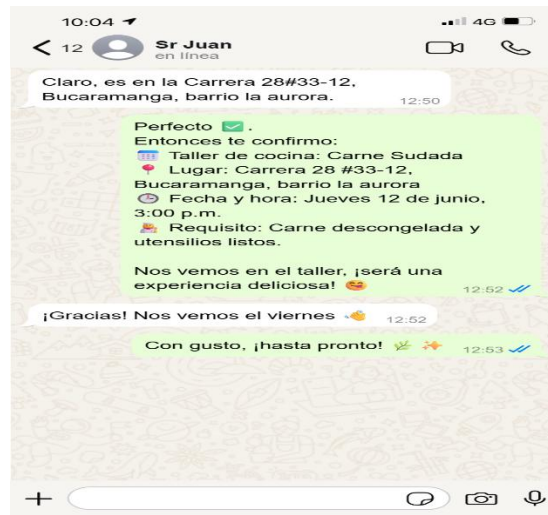 10:04
4G
12
Sr Juan
en línea
Claro, es en la Carrera 28#33-12,
Bucaramanga, barrio la aurora.
12:50
Perfecto ✅ .
Entonces te confirmo:
📅 Taller de cocina: Carne Sudada
📍 Lugar: Carrera 28 #33-12,
Bucaramanga, barrio la aurora
🕒 Fecha y hora: Jueves 12 de junio,
3:00 p.m.
Requisito: Carne descongelada y
utensilios listos.
Nos vemos en el taller, ¡será una
experiencia deliciosa!
12:52
¡Gracias! Nos vemos el viernes 👋
12:52
Con gusto, ¡hasta pronto! 🌿 ✨
12:53